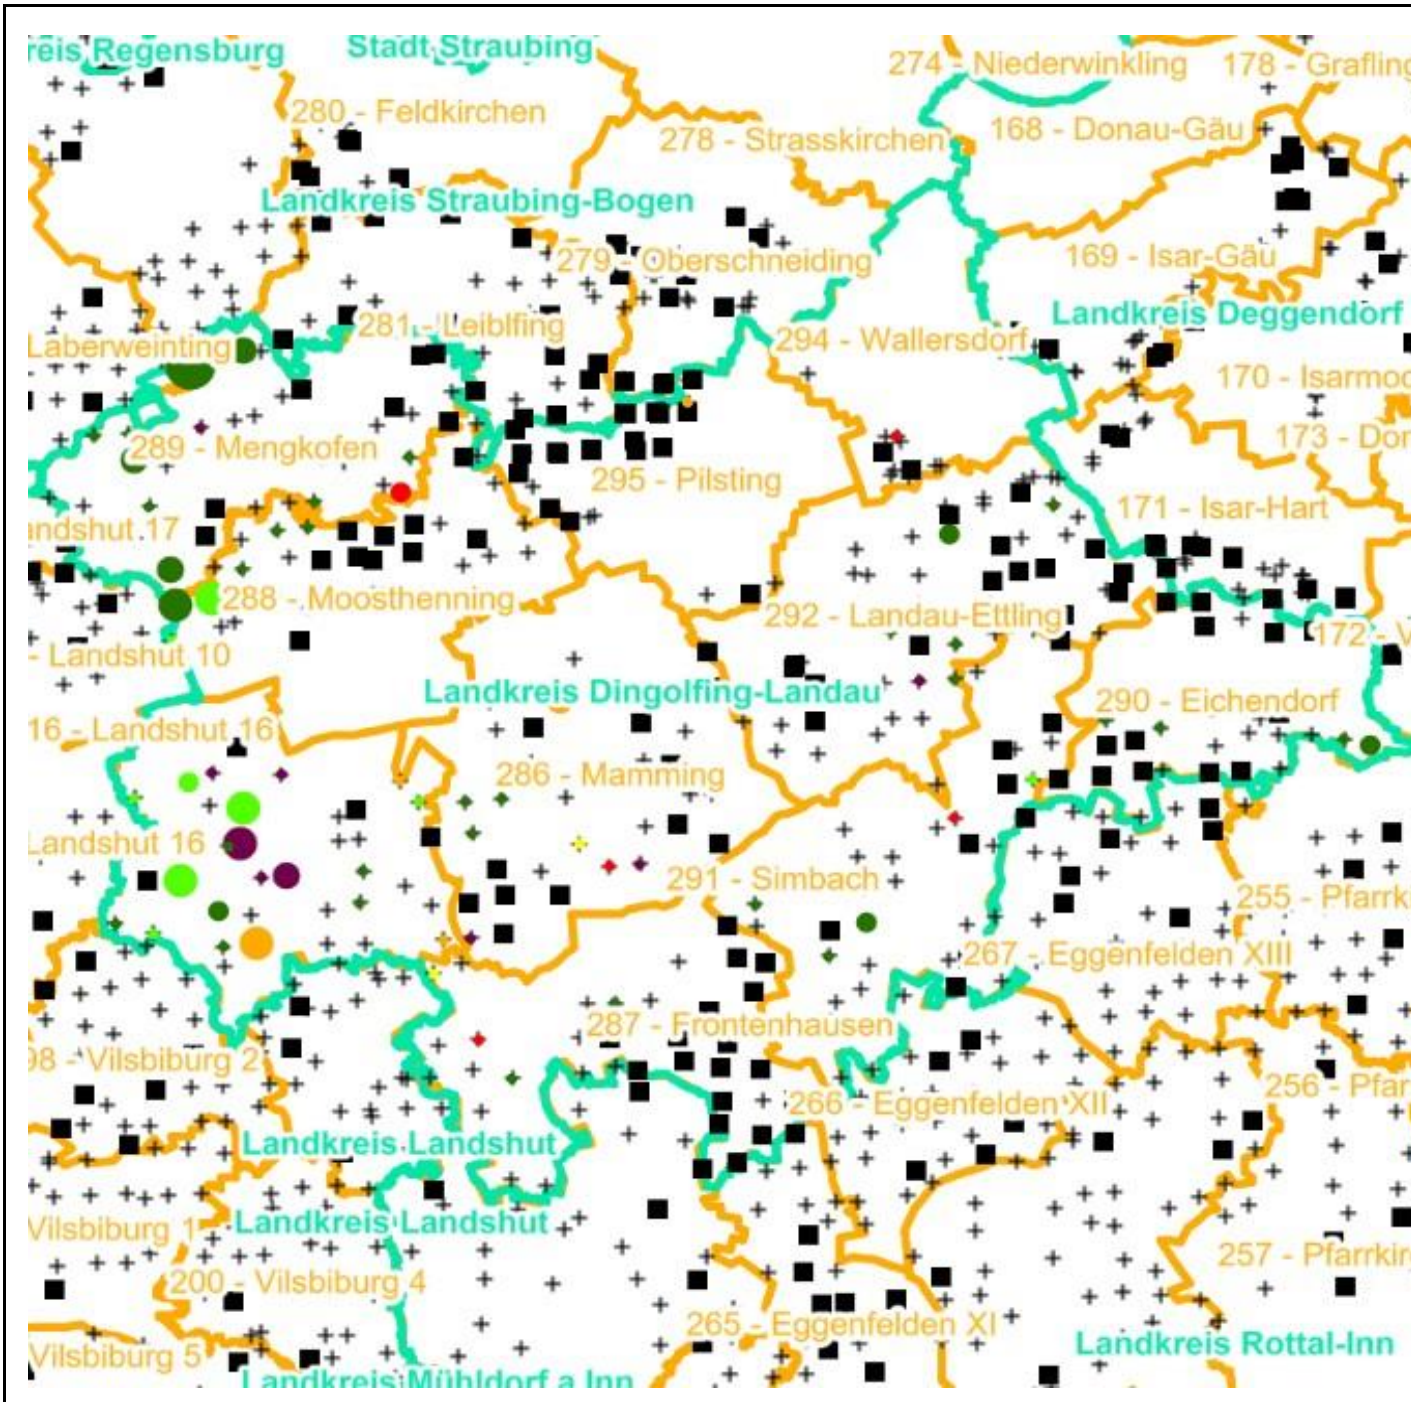 reis Regensburg
Stadt Straubing
274 - Niederwinkling
178 - Grafling
280 - Feldkirchen
278 - Strasskirchen
168 - Donau-Gäu
Landkreis Straubing-Bogen
279 - Oberschneiding
169 - Isar-Gäu
Landkreis Deggendorf
281 - Leiblfing
294 - Wallersdorf
Laberweinting
170 - Isarmoo
289 - Mengkofen
173 - Don
295 - Pilsting
171 - Isar-Hart
andshut 17
288 - Moosthenning
292 - Landau-Ettling
172 - V
- Landshut 10
Landkreis Dingolfing-Landau
290 - Eichendorf
16 - Landshut 16
286 - Mamming
Landshut 16
291 - Simbach
255 - Pfarrki
267 - Eggenfelden XIII
287 - Frontenhausen
98 - Vilsbiburg 2
256 - Pfar
266 - Eggenfelden XII
Landkreis Landshut
Vilsbiburg 1
Landkreis Landshut
257 - Pfarrkir
200 - Vilsbiburg 4
265 - Eggenfelden XI
Landkreis Rottal-Inn
Vilsbiburg 5
Landkreis Mühldorf a.Inn